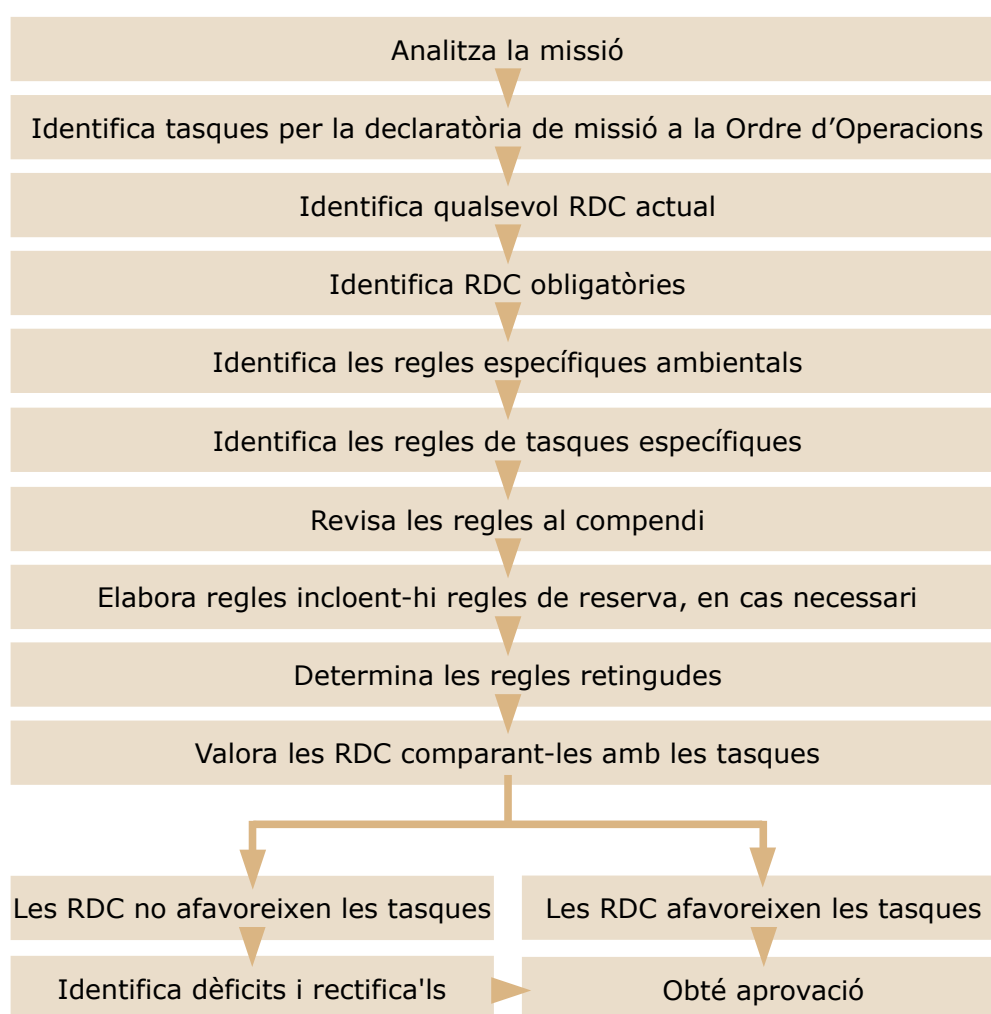 Analitza la missió
Identifica tasques per la declaratòria de missió a la Ordre d’Operacions
Identifica qualsevol RDC actual
Identifica RDC obligatòries
Identifica les regles específiques ambientals
Identifica les regles de tasques específiques
Revisa les regles al compendi
Elabora regles incloent-hi regles de reserva, en cas necessari
Determina les regles retingudes
Valora les RDC comparant-les amb les tasques
Les RDC no afavoreixen les tasques
Les RDC afavoreixen les tasques
Identifica dèficits i rectifica'ls
Obté aprovació